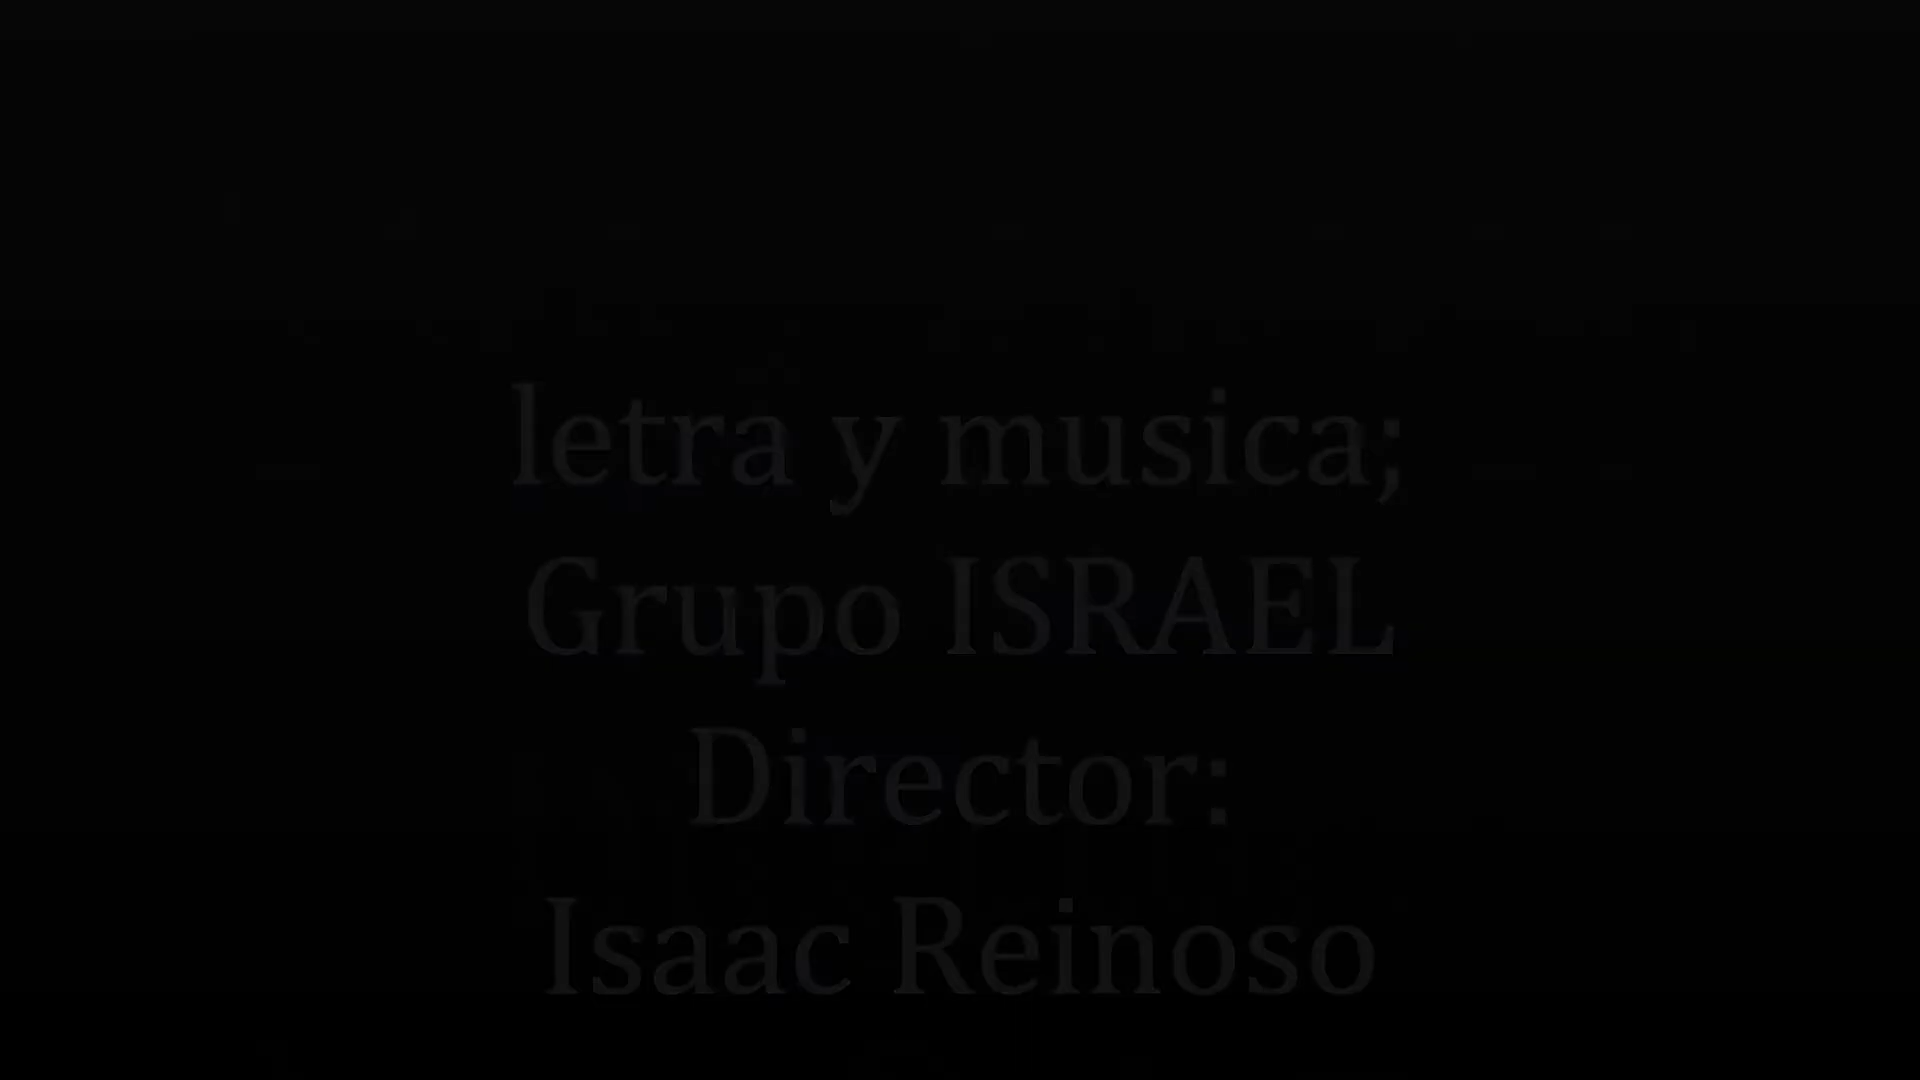 letra y musica;
Grupo ISRAEL
Director:
Isaac Reinoso